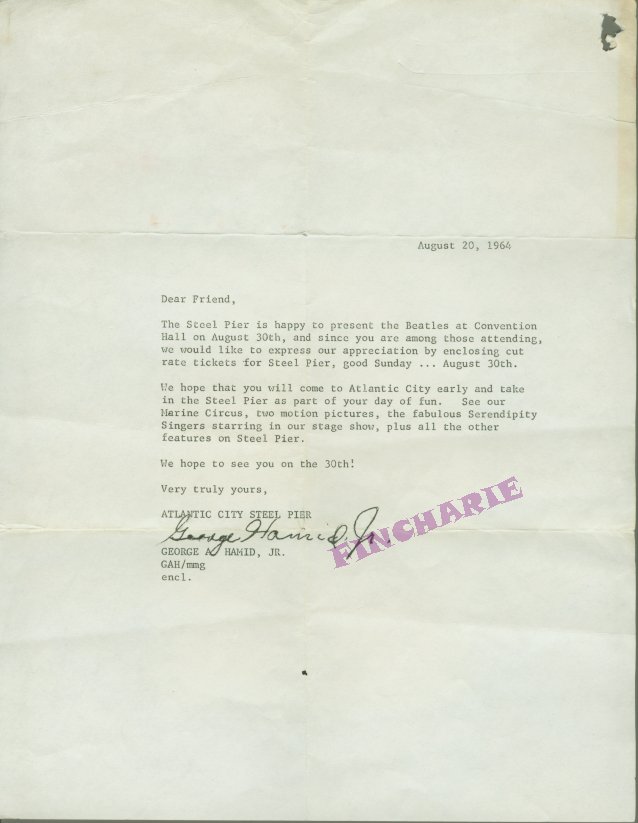 August 20, 1964
Dear Friend,
The Steel Pier is happy to present the Beatles at Convention
Hall on August 30th, and since you are among those attending,
we would like to express our appreciation by enclosing cut
rate tickets for Steel Pier, good Sunday ... August 30th.
We hope that you will come to Atlantic City early and take
in the Steel Pier as part of your day of fun. See our
Marine Circus, two motion pictures, the fabulous Serendipity
Singers starring in our stage show, plus all the other
features on Steel Pier.
We hope to see you on the 30th!
Very truly yours,
ATLANTIC CITY STEEL PIER
George Hamid, Jr.
FINCHARIE
GEORGE A. HAMID, JR.
GAH/mmg
encl.